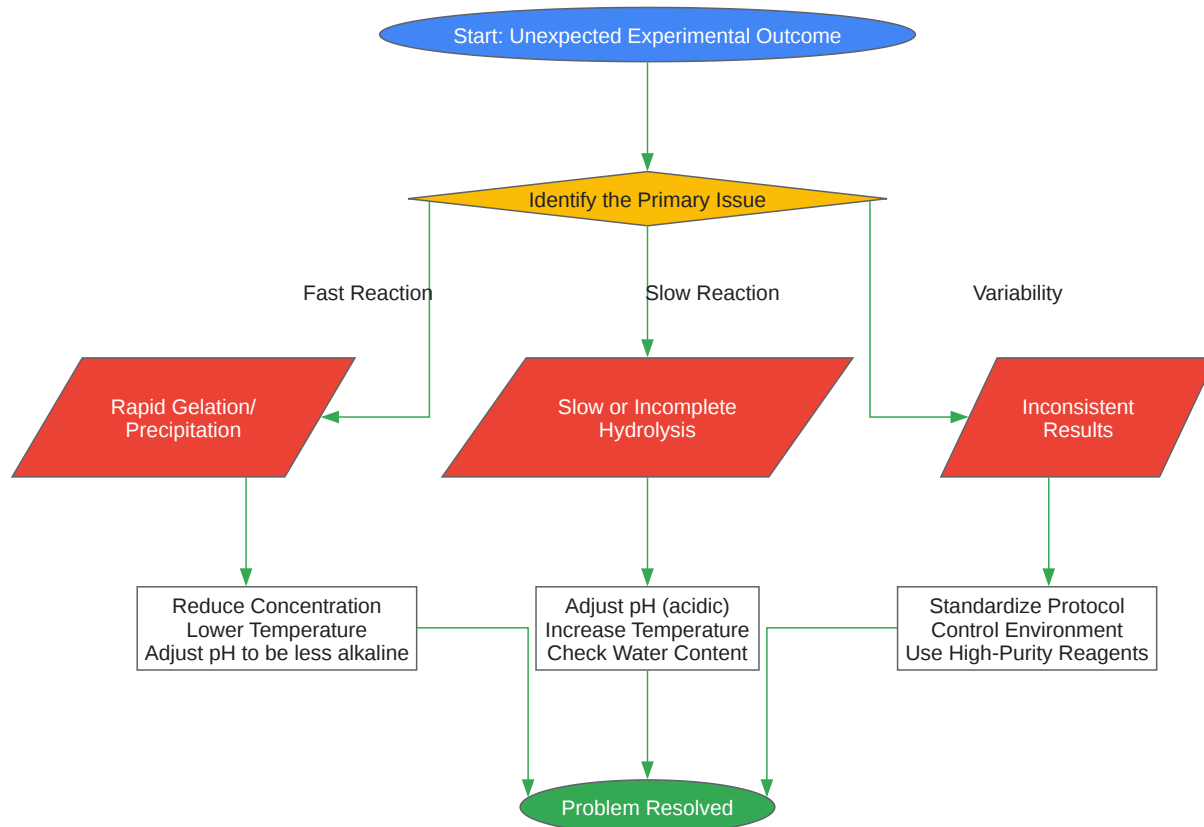 Start: Unexpected Experimental Outcome
Identify the Primary Issue
Fast Reaction
Slow Reaction
Variability
Rapid Gelation/
Precipitation
Slow or Incomplete
Hydrolysis
Inconsistent
Results
Reduce Concentration
Lower Temperature
Adjust pH to be less alkaline
Adjust pH (acidic)
Increase Temperature
Check Water Content
Standardize Protocol
Control Environment
Use High-Purity Reagents
Problem Resolved